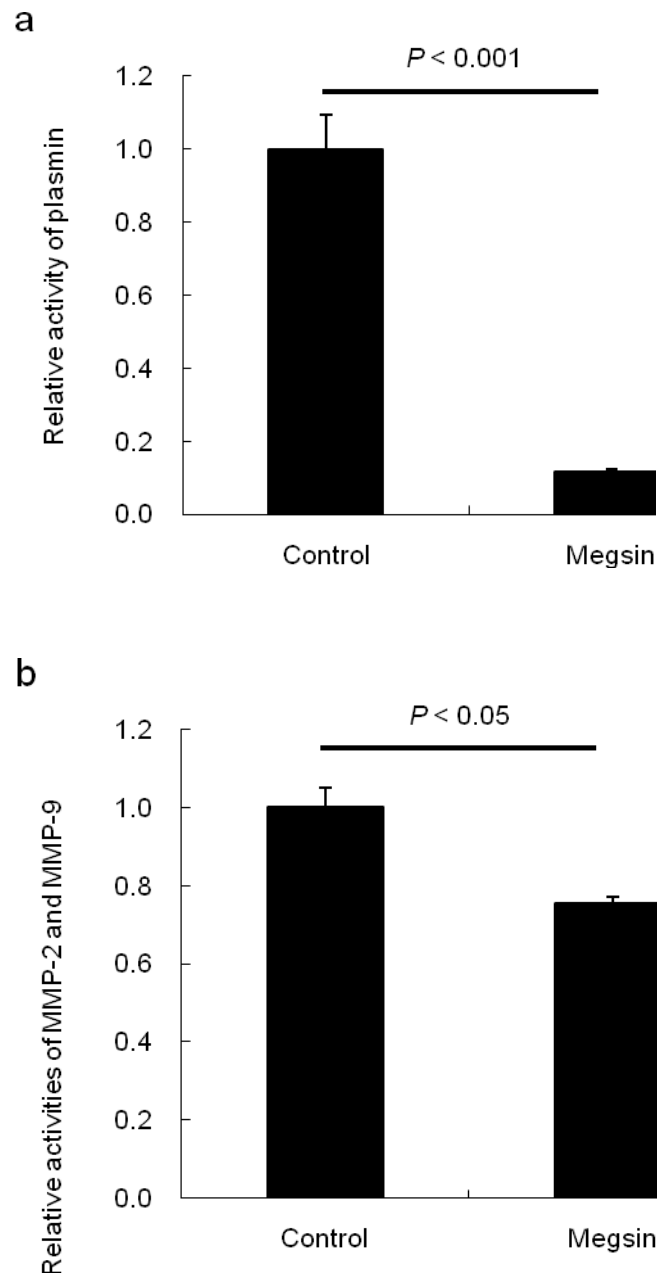 a
P < 0.001
Relative activity of plasmin
1.2
1.0
0.8
0.6
0.4
0.2
0.0
Control Megsin
b
P < 0.05
Relative activities of MMP-2 and MMP-9
1.2
1.0
0.8
0.6
0.4
0.2
0.0
Control Megsin